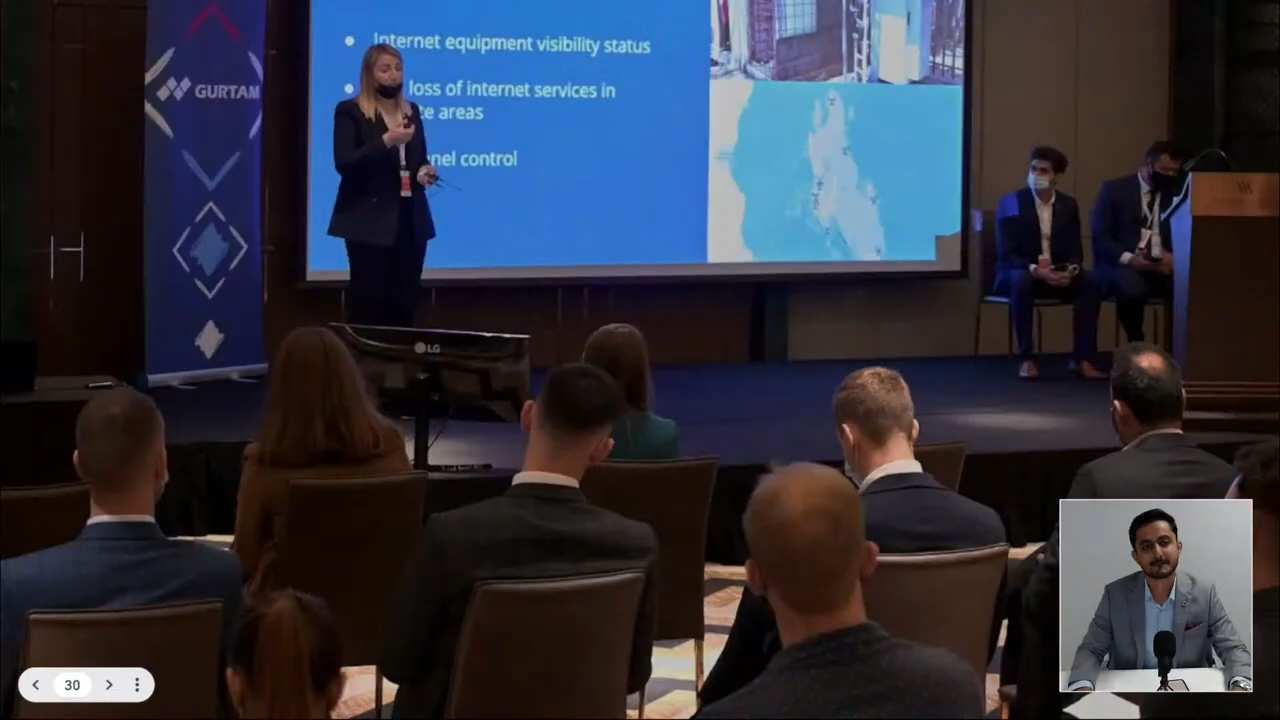 Internet equipment visibility status
loss of internet services in
areas
control
GURTAM
LG
30